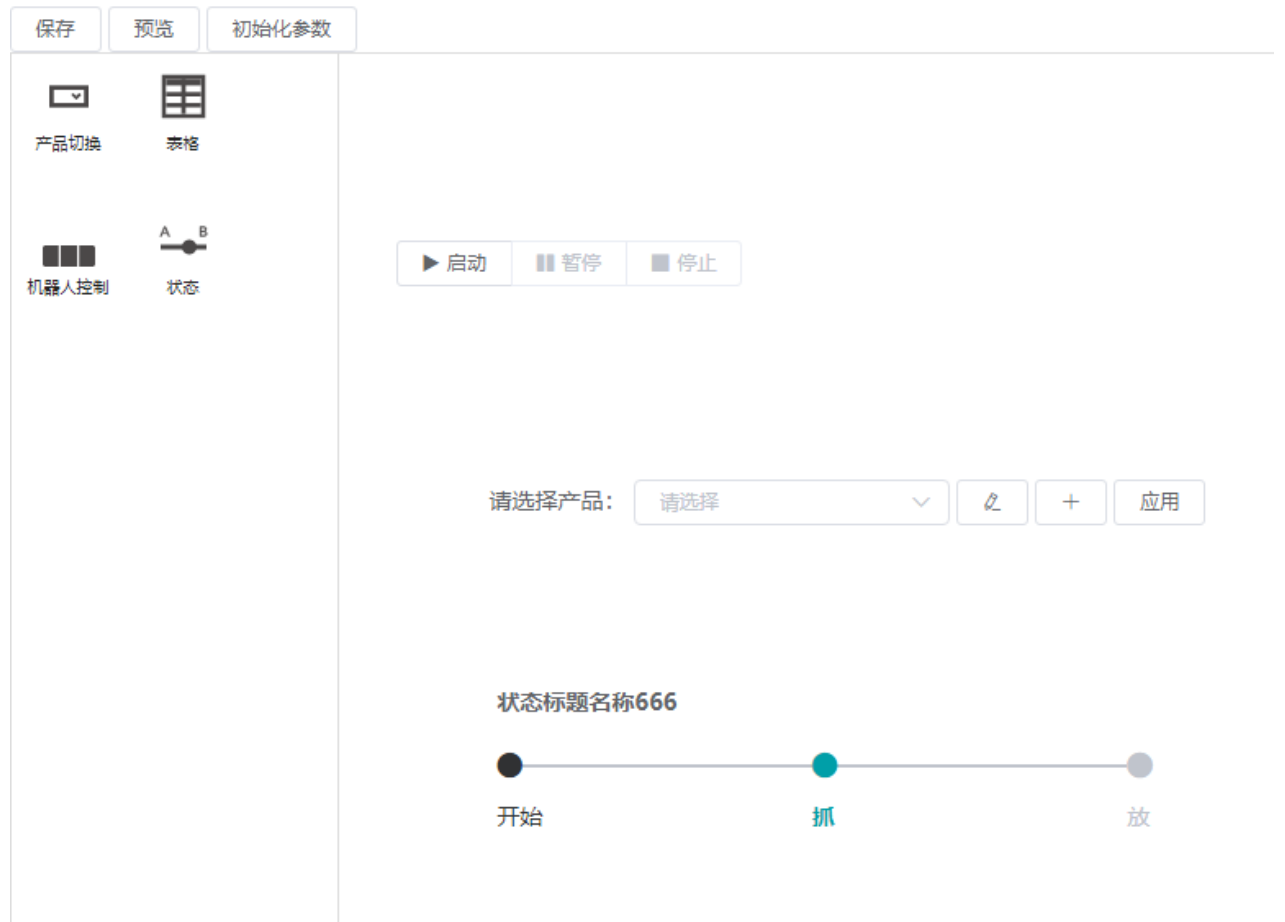 保存 预览 初始化参数
产品切换 表格
A B
机器人控制 状态
启动 暂停 停止
请选择产品： 请选择 应用
状态标题名称666
开始 抓 放